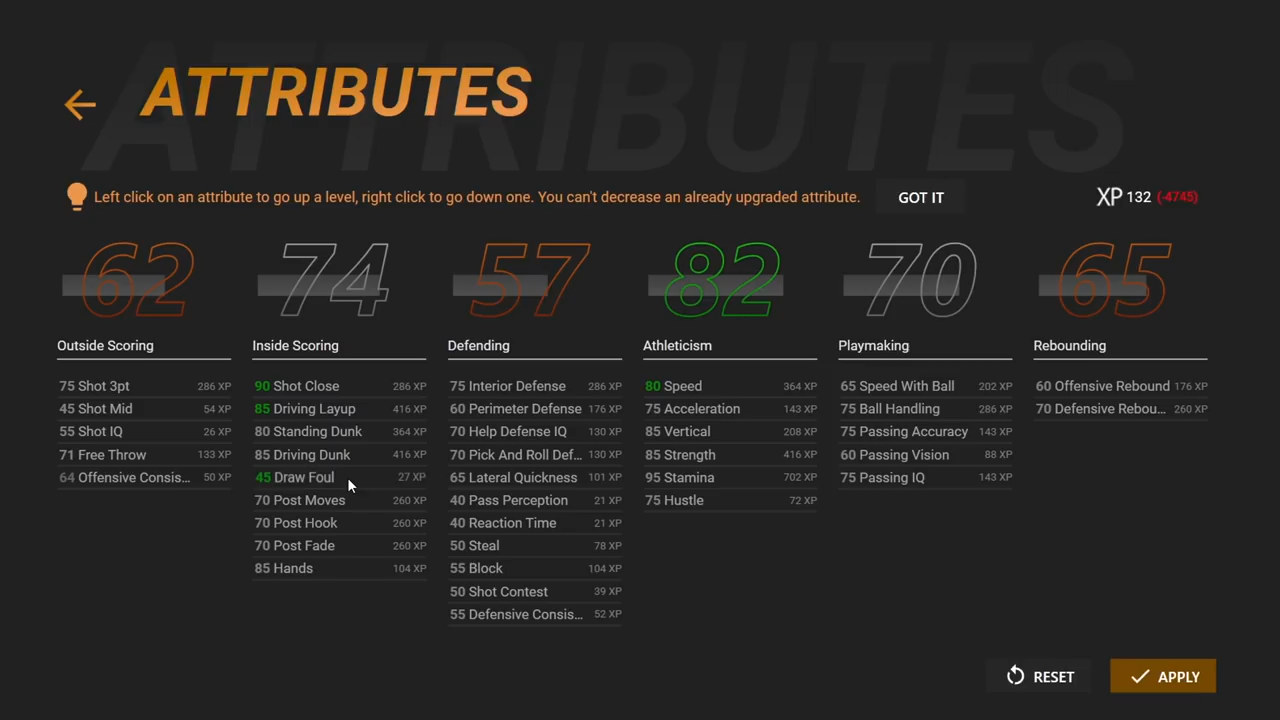 ATTRIBUTES
ATTRIBUTES
Left click on an attribute to go up a level, right click to go down one. You can't decrease an already upgraded attribute.
GOT IT
XP 132 (-4745)
62
Outside Scoring
75 Shot 3pt 286 XP
45 Shot Mid 54 XP
55 Shot IQ 26 XP
71 Free Throw 133 XP
64 Offensive Consis... 50 XP
74
Inside Scoring
90 Shot Close 286 XP
85 Driving Layup 416 XP
80 Standing Dunk 364 XP
85 Driving Dunk 416 XP
45 Draw Foul 27 XP
70 Post Moves 260 XP
70 Post Hook 260 XP
70 Post Fade 260 XP
85 Hands 104 XP
57
Defending
75 Interior Defense 286 XP
60 Perimeter Defense 176 XP
70 Help Defense IQ 130 XP
70 Pick And Roll Def... 130 XP
65 Lateral Quickness 101 XP
40 Pass Perception 21 XP
40 Reaction Time 21 XP
50 Steal 78 XP
55 Block 104 XP
50 Shot Contest 39 XP
55 Defensive Consis... 52 XP
82
Athleticism
80 Speed 364 XP
75 Acceleration 143 XP
85 Vertical 208 XP
85 Strength 416 XP
95 Stamina 702 XP
75 Hustle 72 XP
70
Playmaking
65 Speed With Ball 202 XP
75 Ball Handling 286 XP
75 Passing Accuracy 143 XP
60 Passing Vision 88 XP
75 Passing IQ 143 XP
65
Rebounding
60 Offensive Rebound 176 XP
70 Defensive Rebou... 260 XP
RESET
APPLY